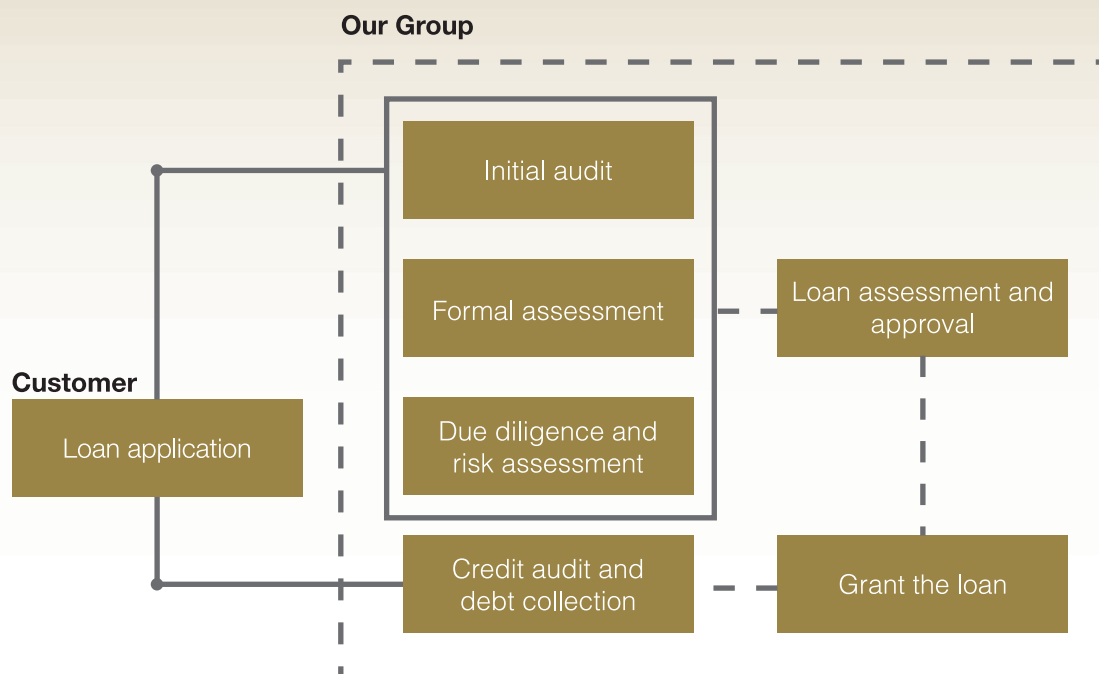 Our Group
Initial audit
Formal assessment
Loan assessment and
approval
Customer
Loan application
Due diligence and
risk assessment
Credit audit and
debt collection
Grant the loan